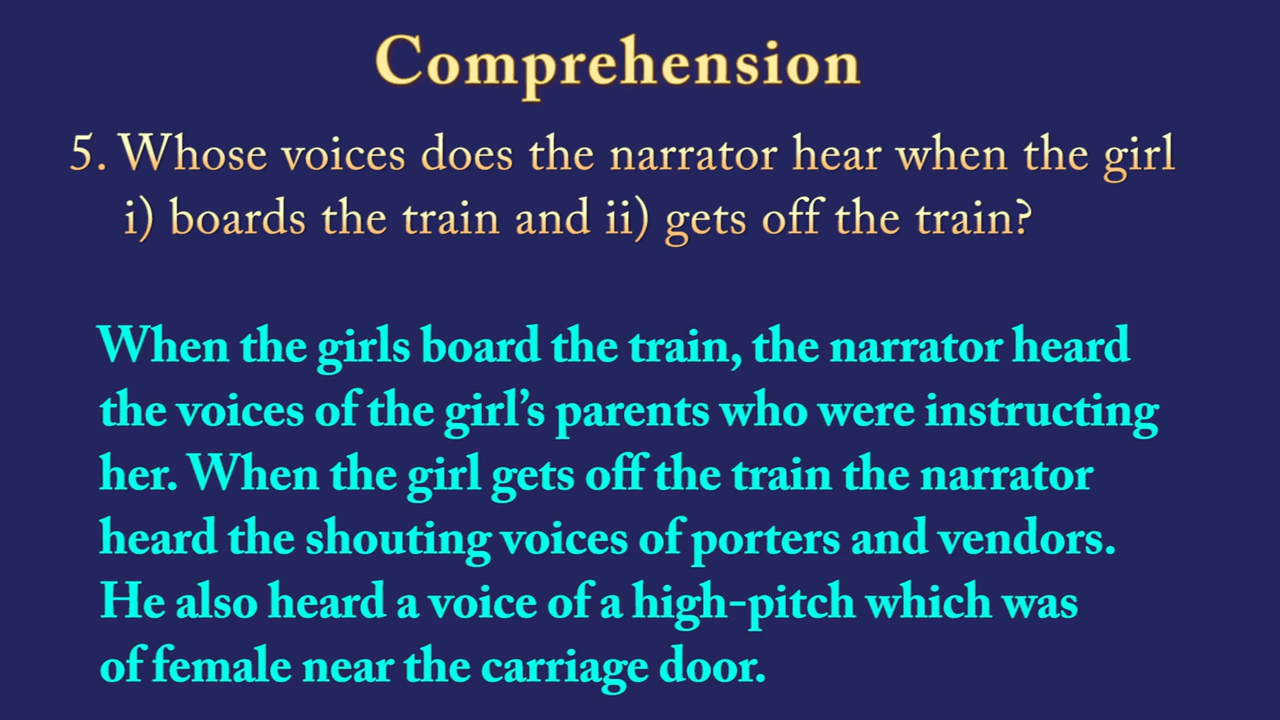 Comprehension
5. Whose voices does the narrator hear when the girl
i) boards the train and ii) gets off the train?
When the girls board the train, the narrator heard
the voices of the girl’s parents who were instructing
her. When the girl gets off the train the narrator
heard the shouting voices of porters and vendors.
He also heard a voice of a high-pitch which was
of female near the carriage door.